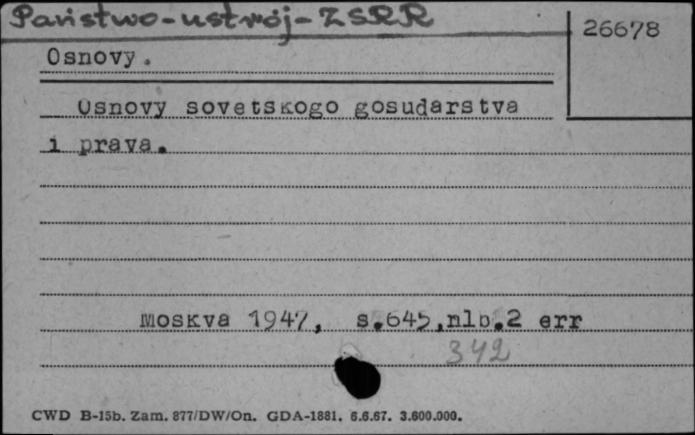 Państwo-ustrój-ZSRR
26678
Osnovy.
Osnovy sovetskogo gosudarstva
i prava.
Moskva 1947, s.645,nlb.2 err
342
CWD B-15b. Zam. 877/DW/On. GDA-1881. 6.6.67. 3.600.000.